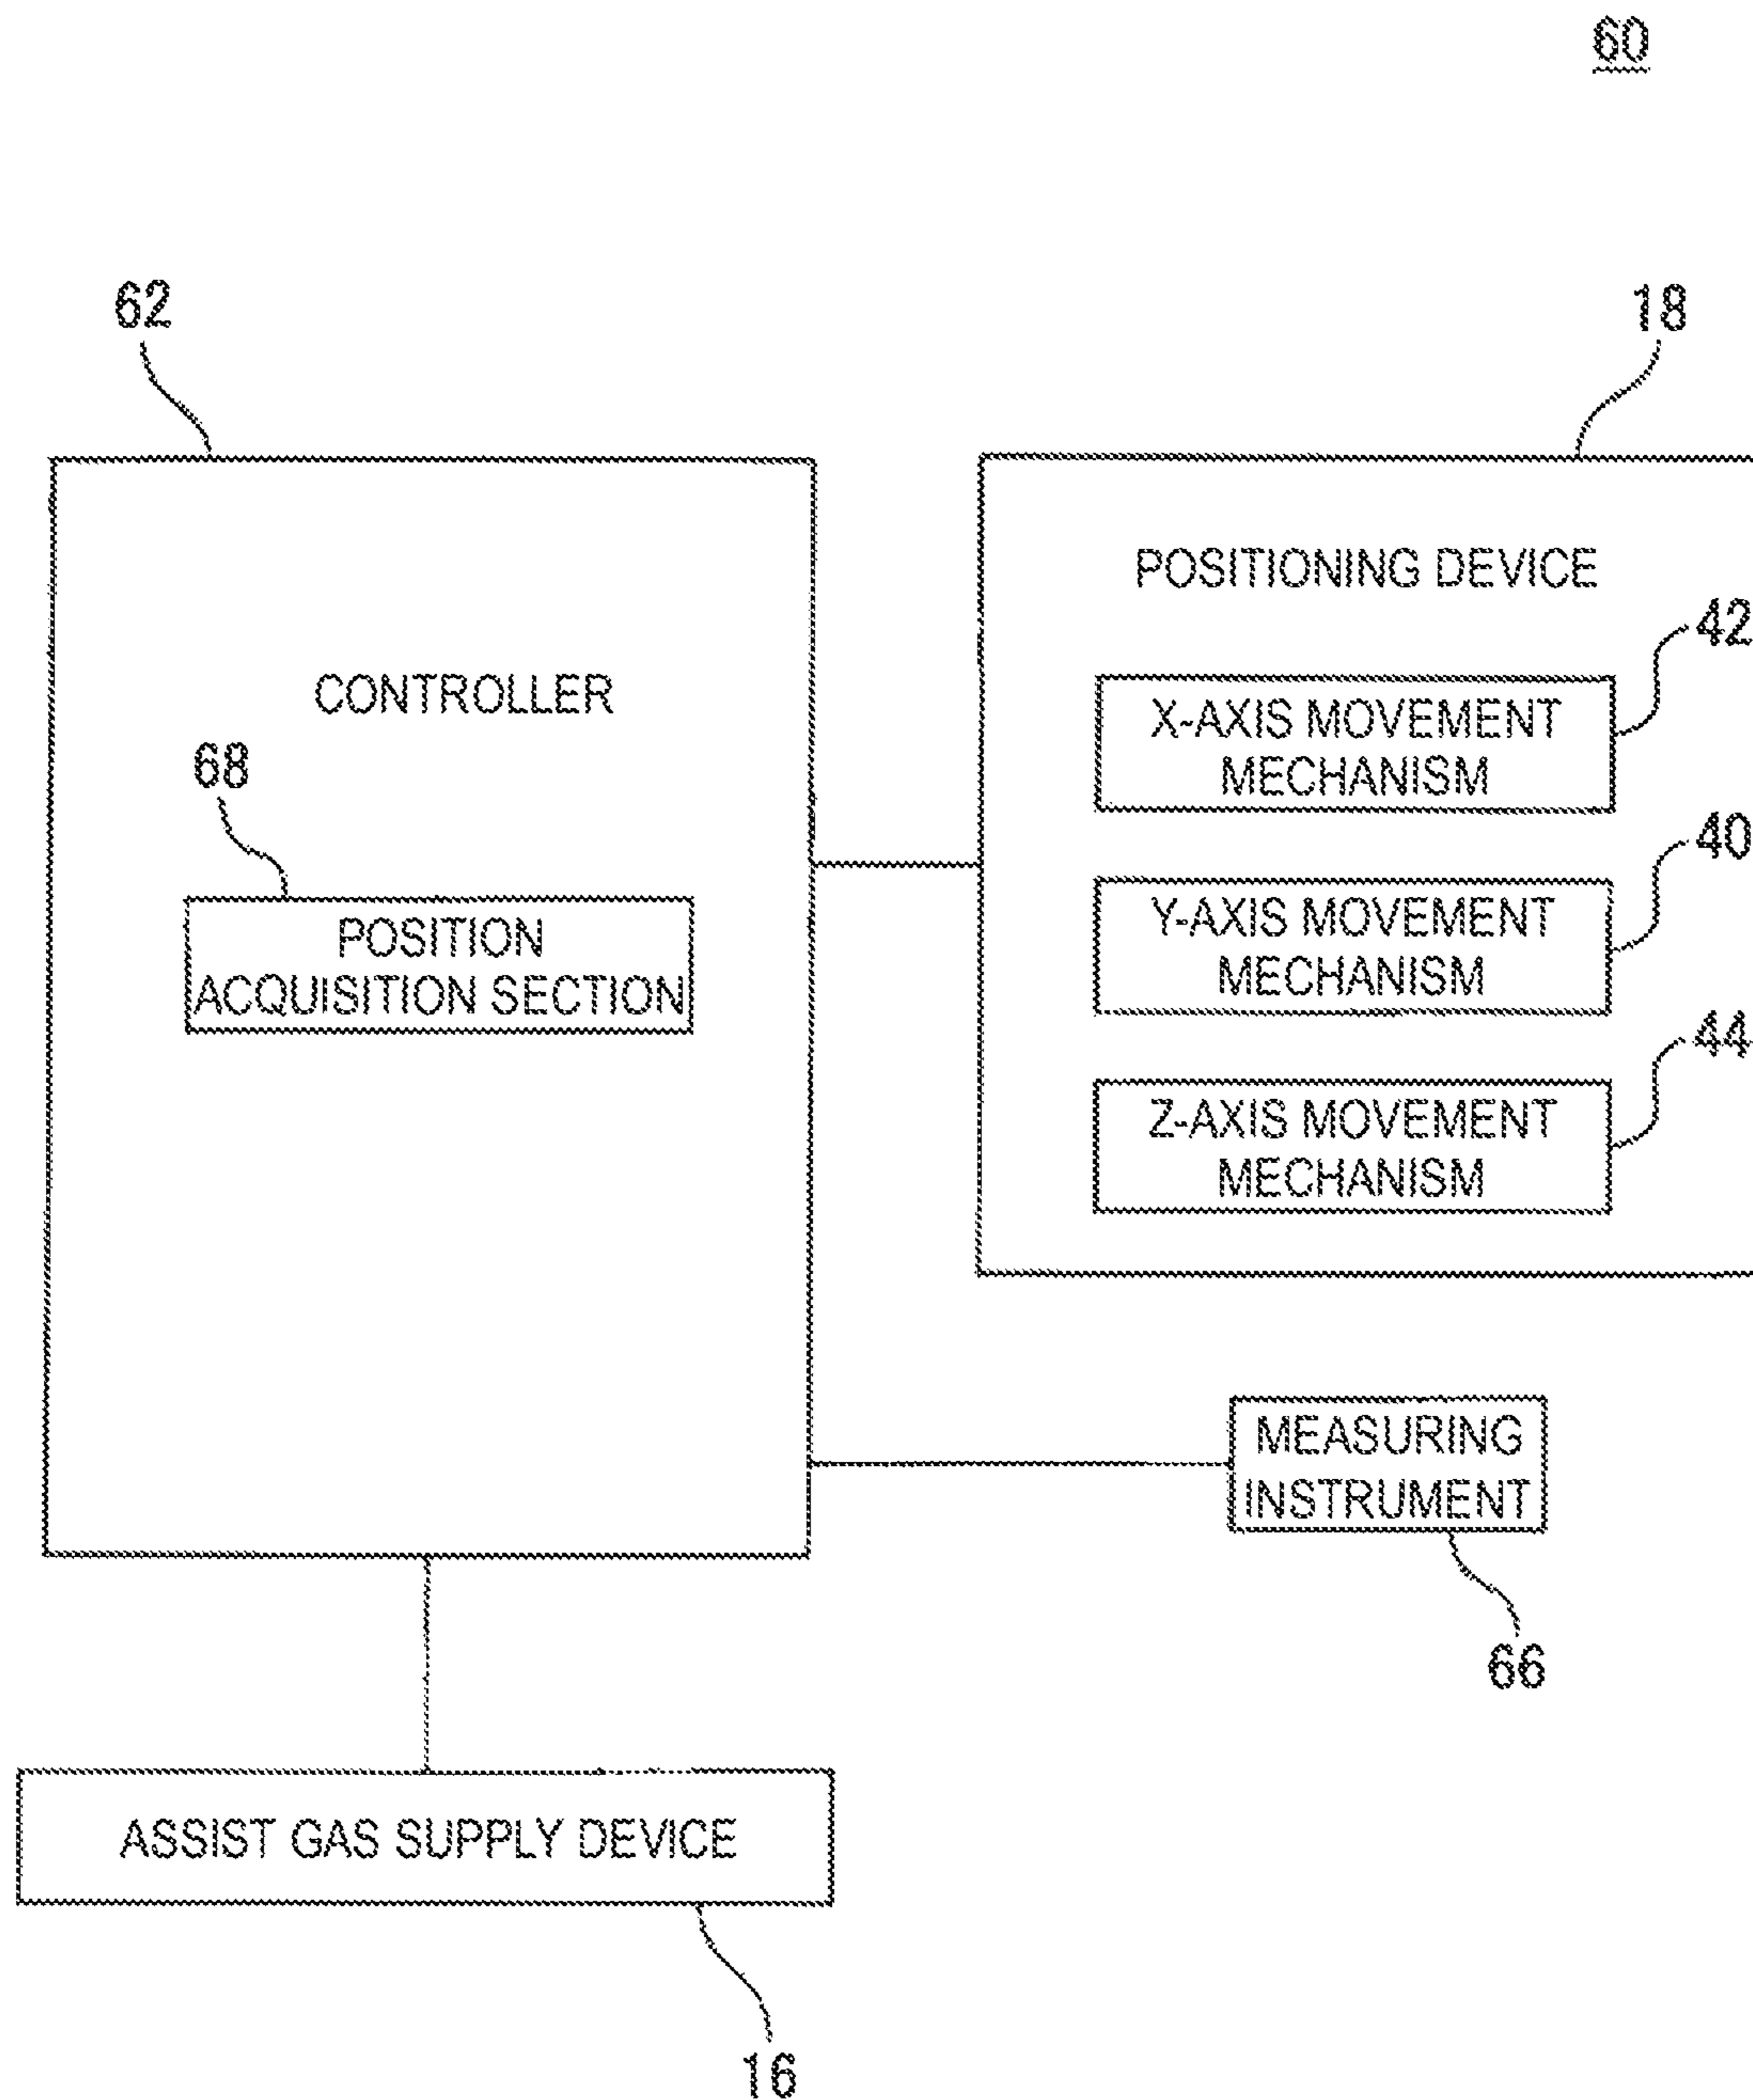 60
62
18
POSITIONING DEVICE
42
CONTROLLER
X-AXIS MOVEMENT
MECHANISM
68
40
POSITION
ACQUISITION SECTION
Y-AXIS MOVEMENT
MECHANISM
44
Z-AXIS MOVEMENT
MECHANISM
MEASURING
INSTRUMENT
66
ASSIST GAS SUPPLY DEVICE
16